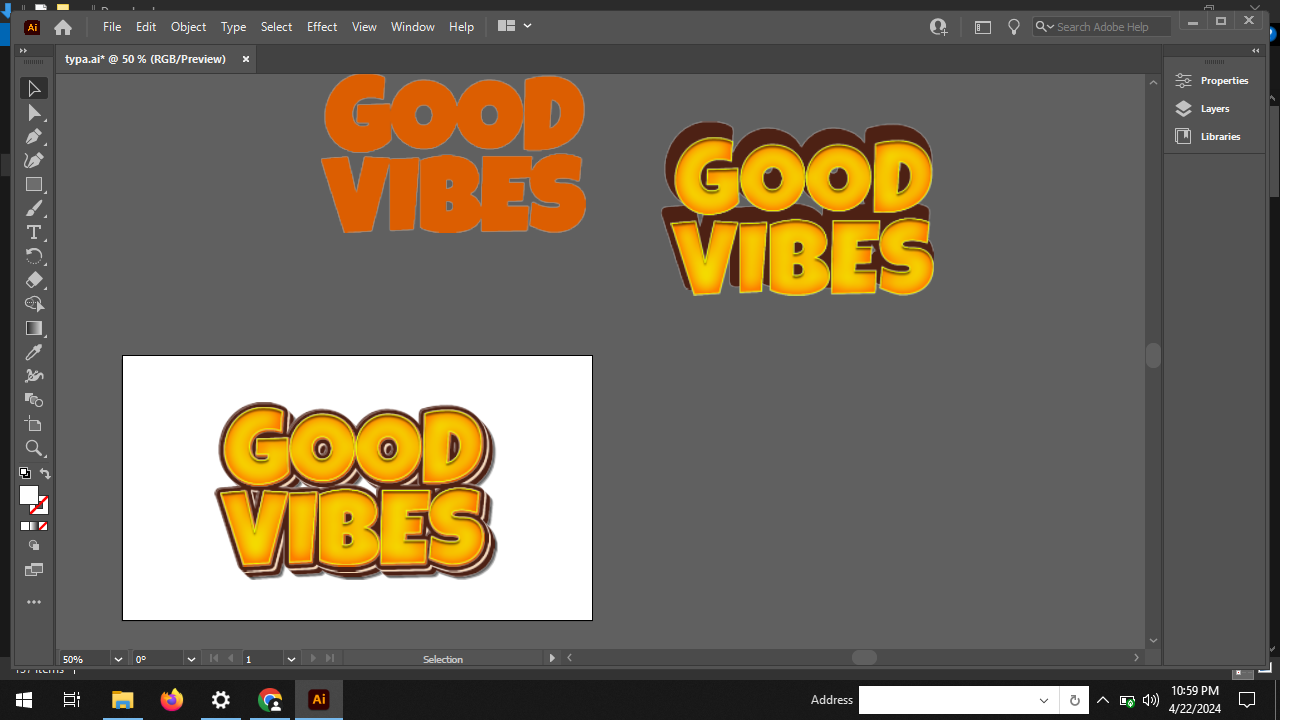 Ai File Edit Object Type Select Effect View Window Help Search Adobe Help
typa.ai* @ 50 % (RGB/Preview)
Properties
Layers
Libraries
GOOD
VIBES
GOOD
VIBES
GOOD
VIBES
50% 0° 1 Selection
Ai Address 10:59 PM
4/22/2024